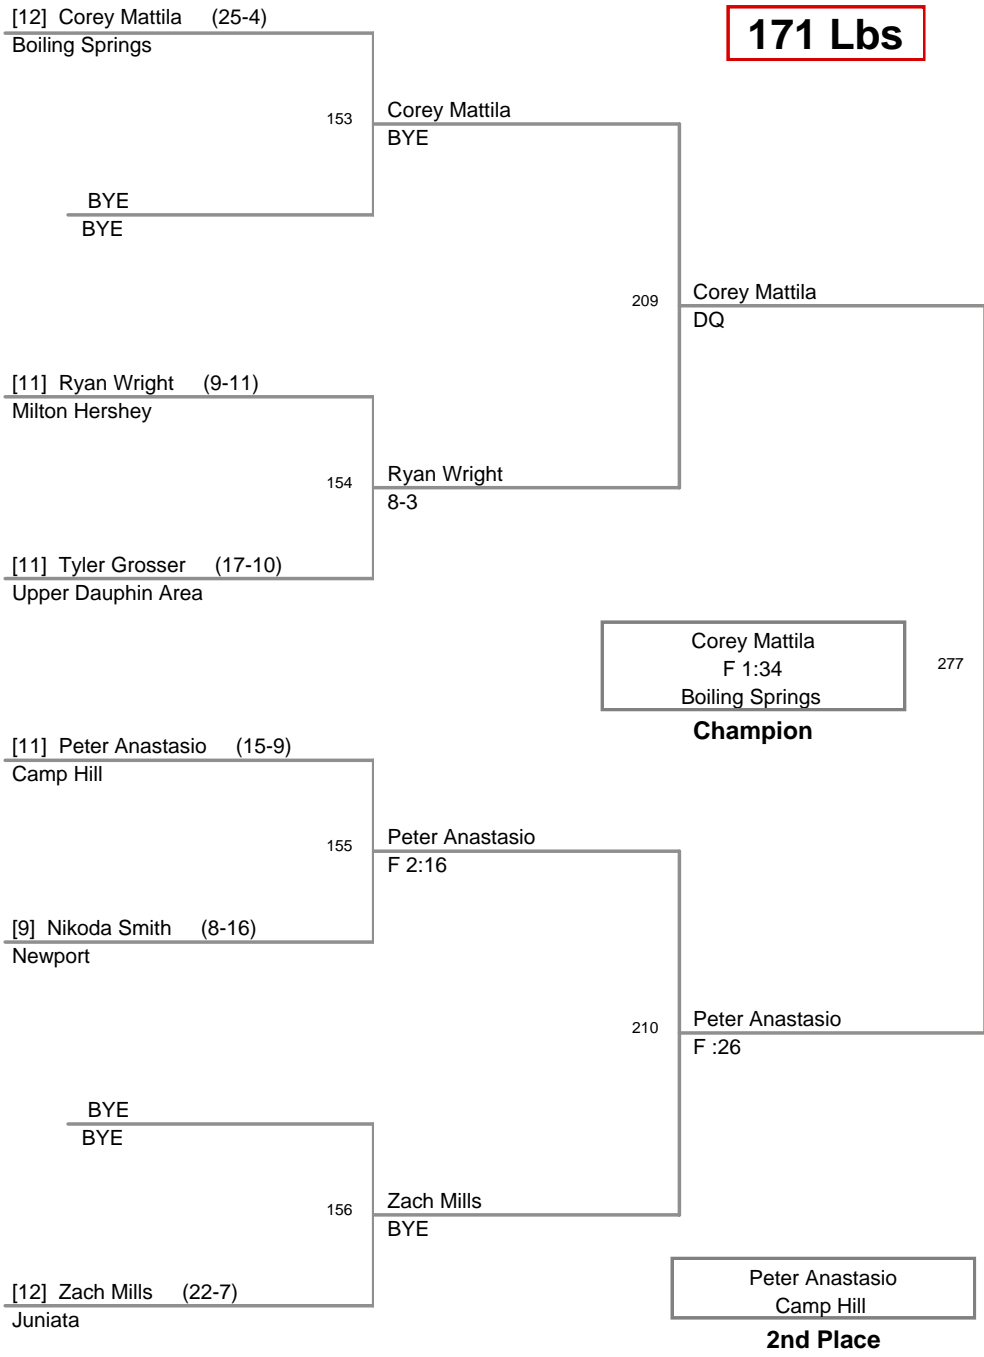 [12] Corey Mattila (25-4)
Boiling Springs
171 Lbs
153
Corey Mattila
BYE
BYE
BYE
209
Corey Mattila
DQ
[11] Ryan Wright (9-11)
Milton Hershey
154
Ryan Wright
8-3
[11] Tyler Grosser (17-10)
Upper Dauphin Area
Corey Mattila
F 1:34
Boiling Springs
277
Champion
[11] Peter Anastasio (15-9)
Camp Hill
155
Peter Anastasio
F 2:16
[9] Nikoda Smith (8-16)
Newport
210
Peter Anastasio
F :26
BYE
BYE
156
Zach Mills
BYE
[12] Zach Mills (22-7)
Juniata
Peter Anastasio
Camp Hill
2nd Place